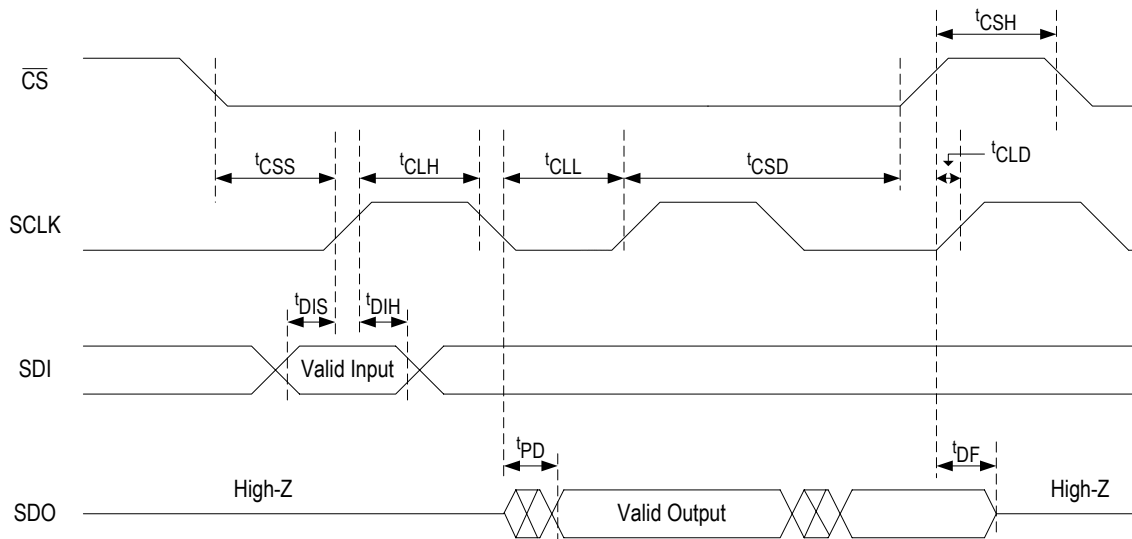 tCSH
CS
tCSS
tCLH
tCLL
tCSD
tCLD
SCLK
tDIS
tDIH
SDI
Valid Input
tPD
tDF
High-Z
High-Z
SDO
Valid Output